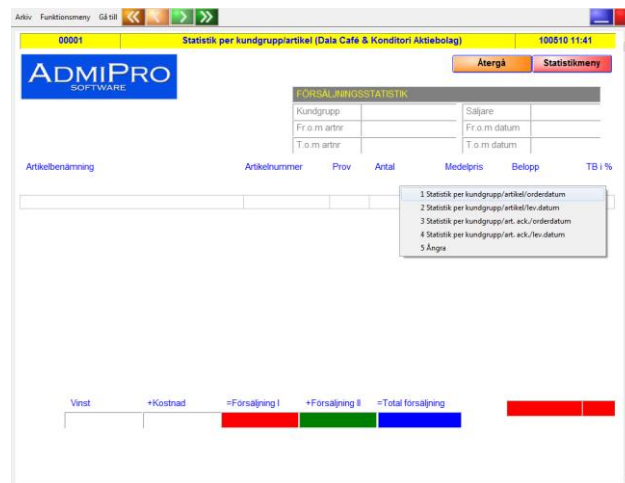 Arkiv Funktionsmeny Gå till
00001 Statistik per kundgrupp/artikel (Dala Café & Konditori Aktiebolag) 100510 11:41
ADMIPRO
SOFTWARE
Återgå Statistikmeny
FÖRSÄLJNINGSSTATISTIK
Kundgrupp Säljare
Fr.o.m artnr Fr.o.m datum
T.o.m artnr T.o.m datum
Artikelbenämning Artikelnummer Prov Antal Medelpris Belopp TB i %
1 Statistik per kundgrupp/artikel/orderdatum
2 Statistik per kundgrupp/artikel/lev.datum
3 Statistik per kundgrupp/art. ack./orderdatum
4 Statistik per kundgrupp/art. ack./lev.datum
5 Ångra
Vinst +Kostnad =Försäljning I +Försäljning II =Total försäljning